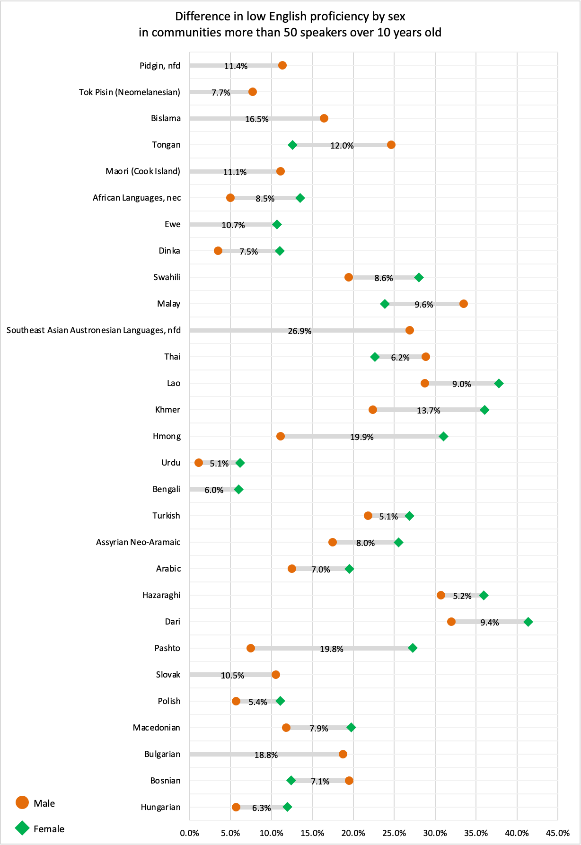 Difference in low English proficiency by sex
in communities more than 50 speakers over 10 years old
Pidgin, nfd 11.4%
Tok Pisin (Neomelanesian) 7.7%
Bislama 16.5%
Tongan 12.0%
Maori (Cook Island) 11.1%
African Languages, nec 8.5%
Ewe 10.7%
Dinka 7.5%
Swahili 8.6%
Malay 9.6%
Southeast Asian Austronesian Languages, nfd 26.9%
Thai 6.2%
Lao 9.0%
Khmer 13.7%
Hmong 19.9%
Urdu 5.1%
Bengali 6.0%
Turkish 5.1%
Assyrian Neo-Aramaic 8.0%
Arabic 7.0%
Hazaraghi 5.2%
Dari 9.4%
Pashto 19.8%
Slovak 10.5%
Polish 5.4%
Macedonian 7.9%
Bulgarian 18.8%
Bosnian 7.1%
Hungarian 6.3%
Male
Female
0.0% 5.0% 10.0% 15.0% 20.0% 25.0% 30.0% 35.0% 40.0% 45.0%